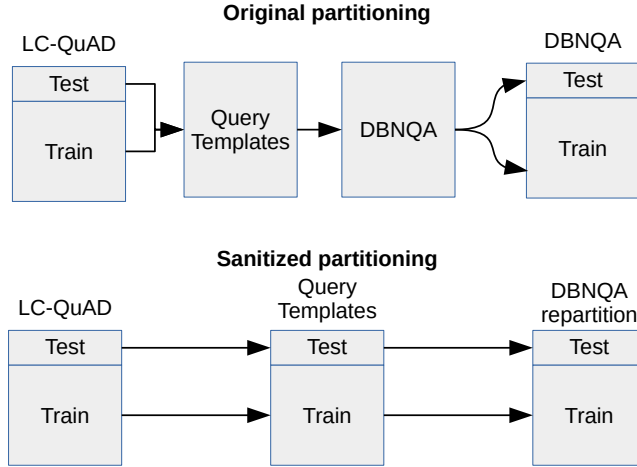 Original partitioning
LC-QuAD
DBNQA
Test
Train
Query
Templates
DBNQA
Test
Train
Sanitized partitioning
LC-QuAD
Query
Templates
DBNQA
repartition
Test
Test
Test
Train
Train
Train